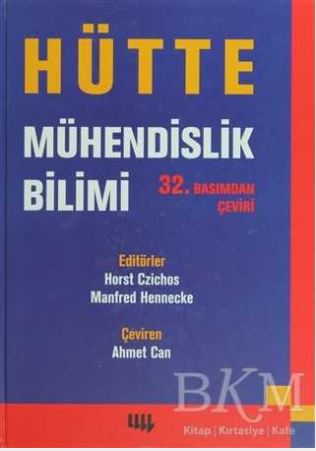 HÜTTE
MÜHENDİSLİK
BİLİMİ
32. BASIMDAN
ÇEVİRİ
Editörler
Horst Czichos
Manfred Hennecke
Çeviren
Ahmet Can
BKM
Kitap | Kırtasiye | Kafe